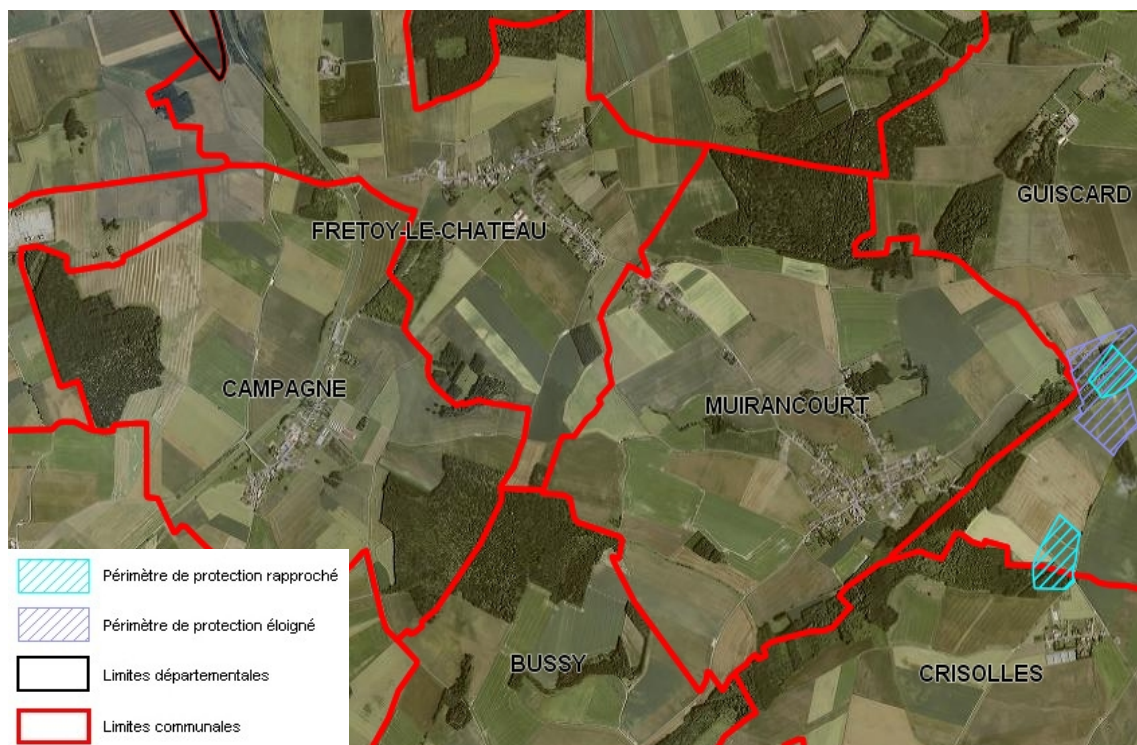 GUISCARD
FRETOY-LE-CHATEAU
CAMPAGNE
MUIRANCOURT
BUSSY
CRISOLLES
Périmètre de protection rapproché
Périmètre de protection éloigné
Limites départementales
Limites communales